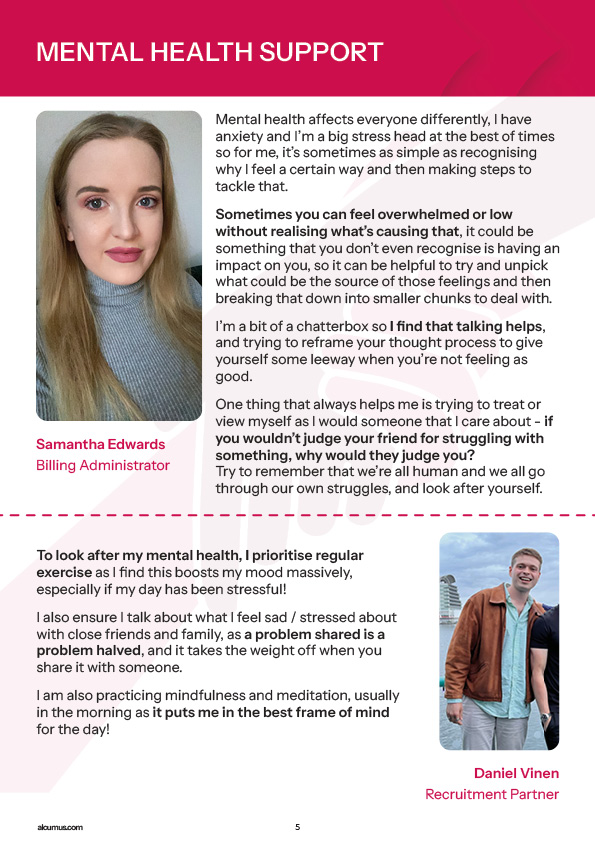 MENTAL HEALTH SUPPORT
Mental health affects everyone differently, I have
anxiety and I'm a big stress head at the best of times
so for me, it's sometimes as simple as recognising
why I feel a certain way and then making steps to
tackle that.
Sometimes you can feel overwhelmed or low
without realising what's causing that, it could be
something that you don't even recognise is having an
impact on you, so it can be helpful to try and unpick
what could be the source of those feelings and then
breaking that down into smaller chunks to deal with.
I'm a bit of a chatterbox so I find that talking helps,
and trying to reframe your thought process to give
yourself some leeway when you're not feeling as
good.
One thing that always helps me is trying to treat or
view myself as I would someone that I care about - if
you wouldn't judge your friend for struggling with
something, why would they judge you?
Try to remember that we're all human and we all go
through our own struggles, and look after yourself.
Samantha Edwards
Billing Administrator
To look after my mental health, I prioritise regular
exercise as I find this boosts my mood massively,
especially if my day has been stressful!
I also ensure I talk about what I feel sad / stressed about
with close friends and family, as a problem shared is a
problem halved, and it takes the weight off when you
share it with someone.
I am also practicing mindfulness and meditation, usually
in the morning as it puts me in the best frame of mind
for the day!
Daniel Vinen
Recruitment Partner
alcumus.com
5